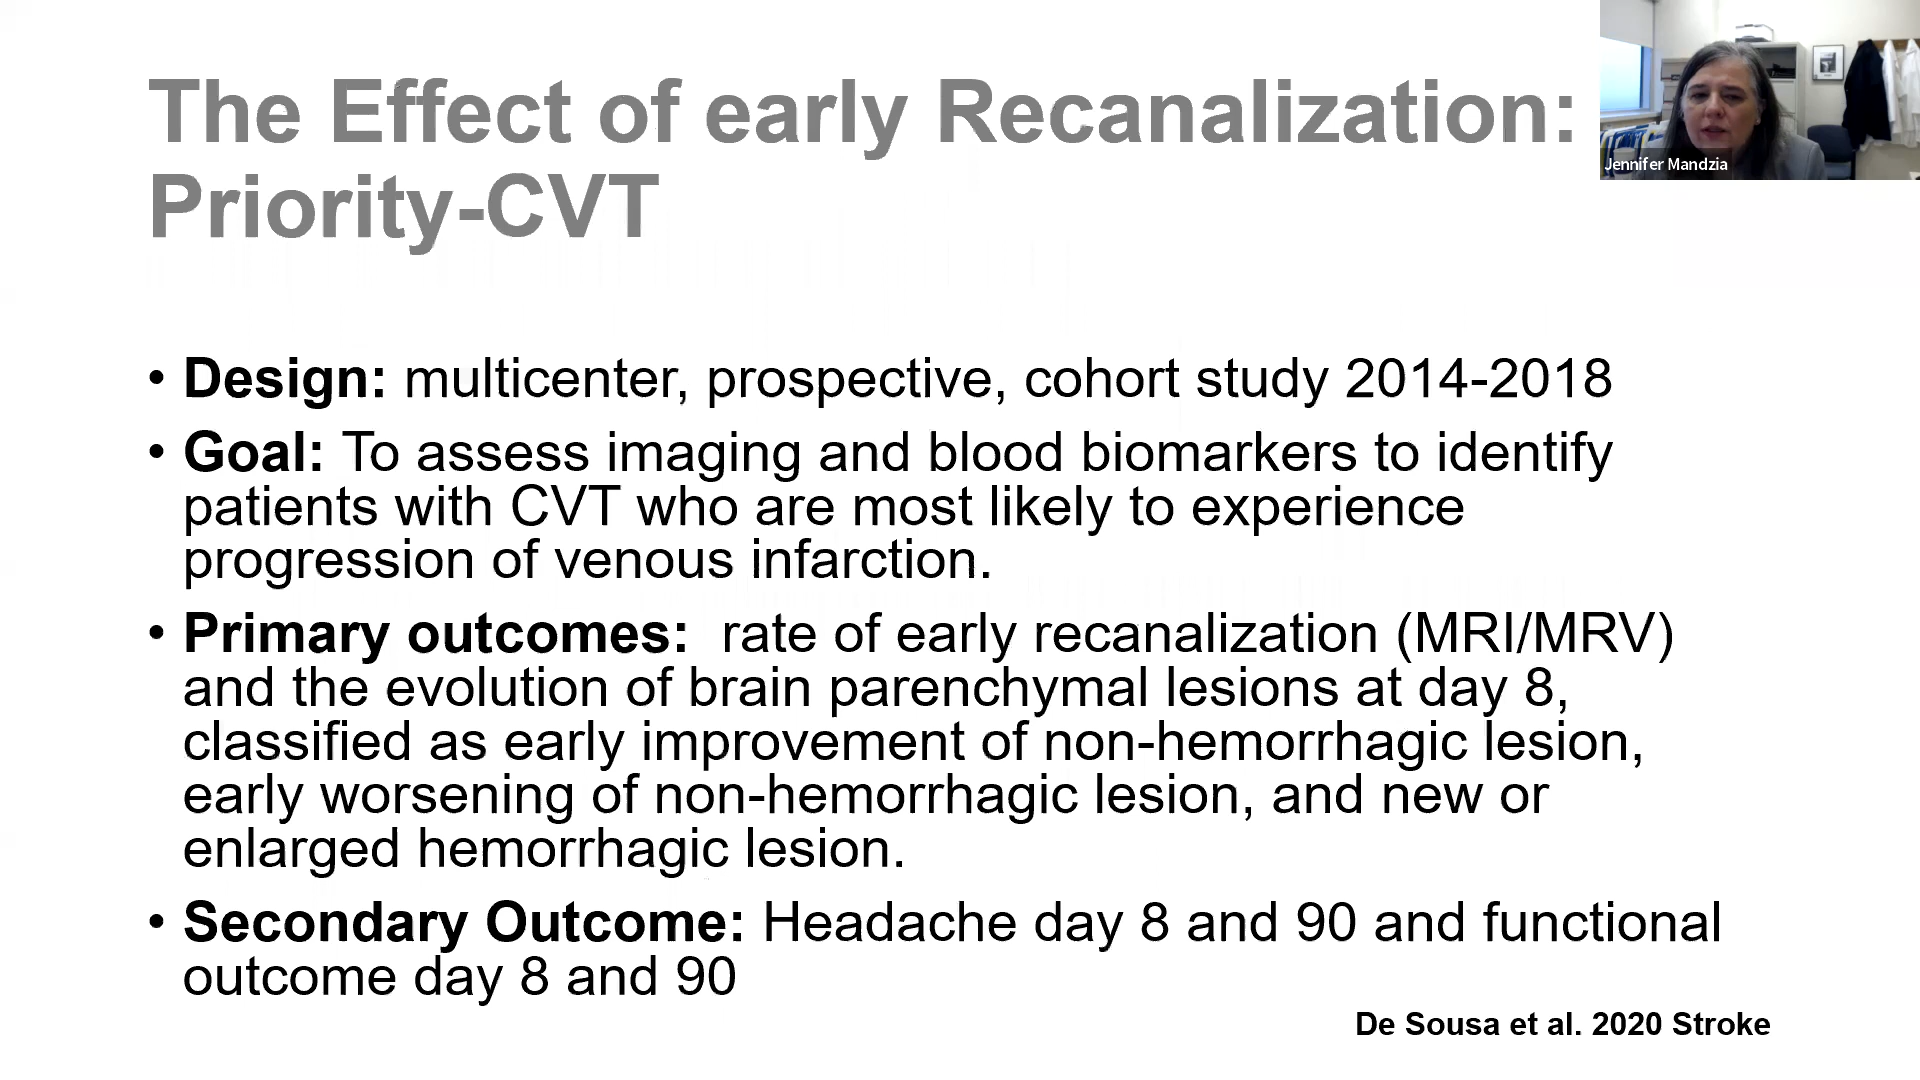 The Effect of early Recanalization:
Priority-CVT
Jennifer Mandzia
• Design: multicenter, prospective, cohort study 2014-2018
• Goal: To assess imaging and blood biomarkers to identify
patients with CVT who are most likely to experience
progression of venous infarction.
• Primary outcomes:  rate of early recanalization (MRI/MRV)
and the evolution of brain parenchymal lesions at day 8,
classified as early improvement of non-hemorrhagic lesion,
early worsening of non-hemorrhagic lesion, and new or
enlarged hemorrhagic lesion.
• Secondary Outcome: Headache day 8 and 90 and functional
outcome day 8 and 90
De Sousa et al. 2020 Stroke